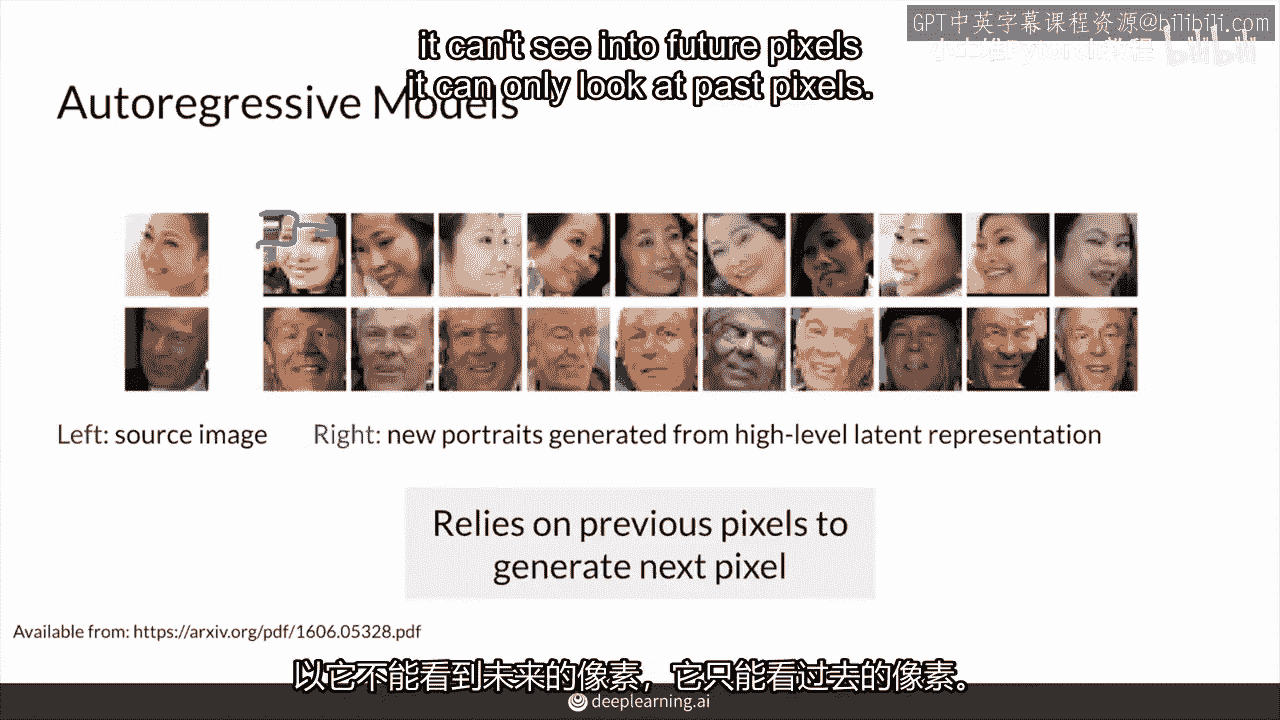 GPT中英字幕课程资源@bilibili.com
it can't see into future pixels
it can only look at past pixels.
Autoregressive Models
Left: source image
Right: new portraits generated from high-level latent representation
Relies on previous pixels to
generate next pixel
Available from: https://arxiv.org/pdf/1606.05328.pdf
以它不能看到未来的像素，它只能看过去的像素。
deeplearning.ai